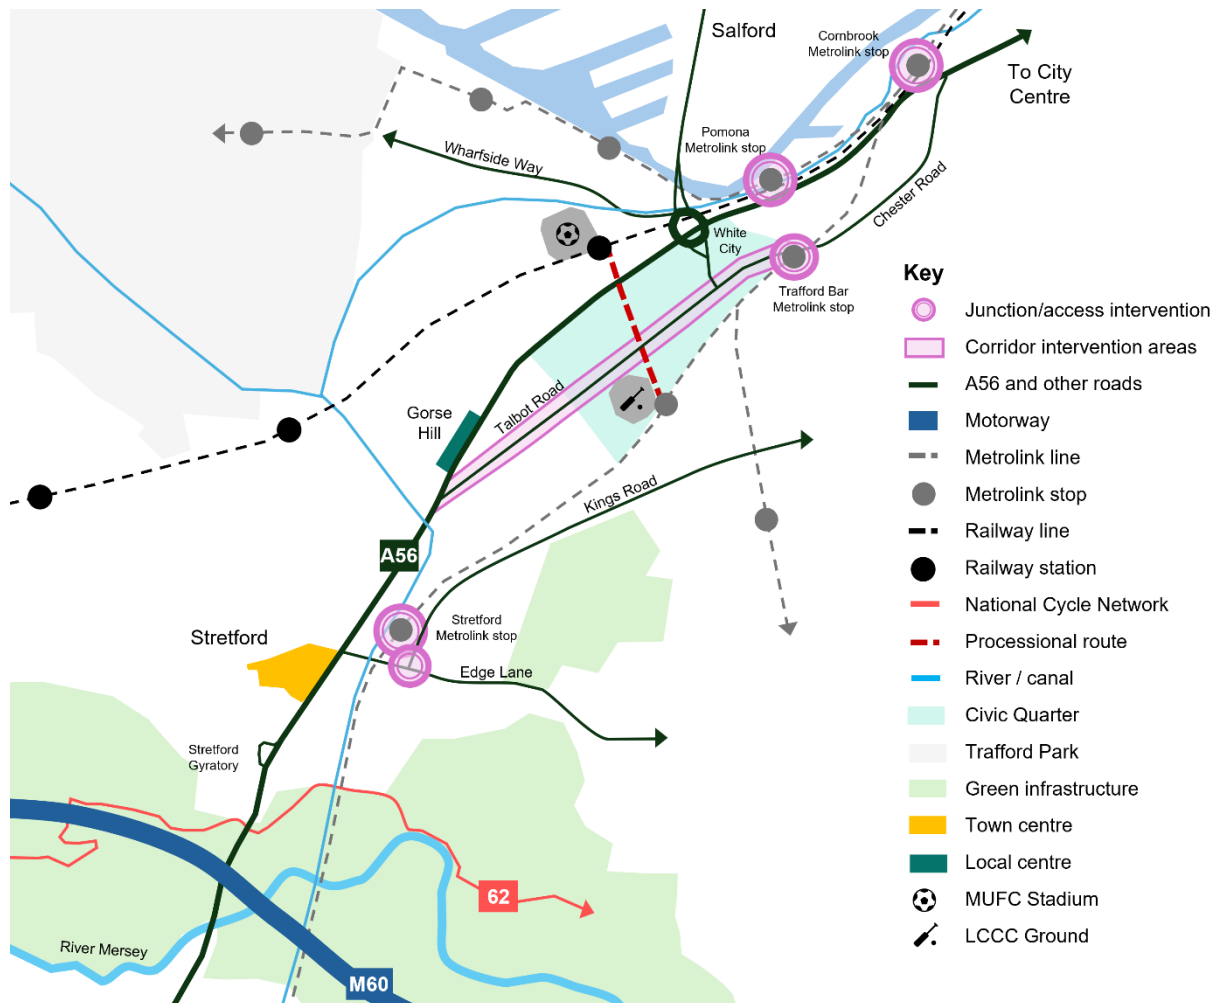 Salford
Cornbrook
Metrolink stop
To City
Centre
Pomona
Metrolink stop
Wharfside Way
Chester Road
White
City
Trafford Bar
Metrolink stop
Gorse
Hill
Talbot Road
Kings Road
A56
Stretford
Stretford
Metrolink stop
Edge Lane
Stretford
Gyratory
62
River Mersey
M60
Key
Junction/access intervention
Corridor intervention areas
A56 and other roads
Motorway
Metrolink line
Metrolink stop
Railway line
Railway station
National Cycle Network
Processional route
River / canal
Civic Quarter
Trafford Park
Green infrastructure
Town centre
Local centre
MUFC Stadium
LCCC Ground